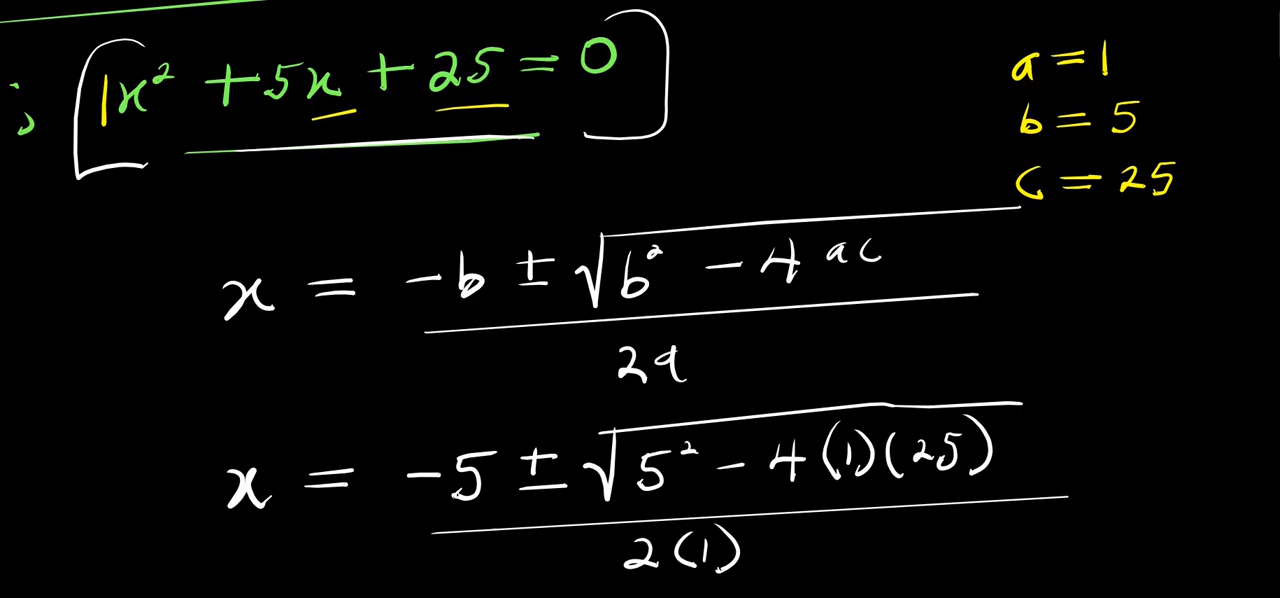 ; [1x² + 5x + 25 = 0]
a = 1
b = 5
c = 25
x = -b ± √(b² - 4ac) / 2a
x = -5 ± √(5² - 4(1)(25)) / 2(1)